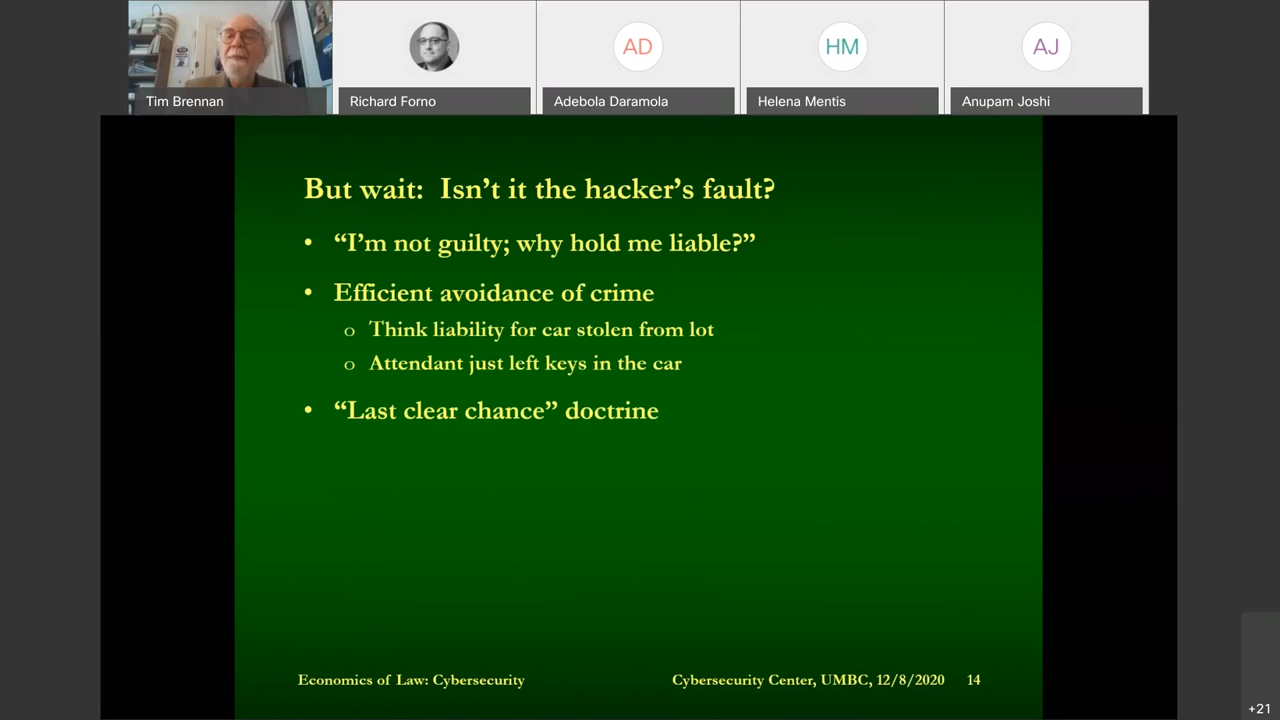 Tim Brennan
Richard Forno
AD
Adebola Daramola
HM
Helena Mentis
AJ
Anupam Joshi
But wait: Isn’t it the hacker’s fault?
• “I’m not guilty; why hold me liable?”
• Efficient avoidance of crime
o Think liability for car stolen from lot
o Attendant just left keys in the car
• “Last clear chance” doctrine
Economics of Law: Cybersecurity
Cybersecurity Center, UMBC, 12/8/2020 14
+21